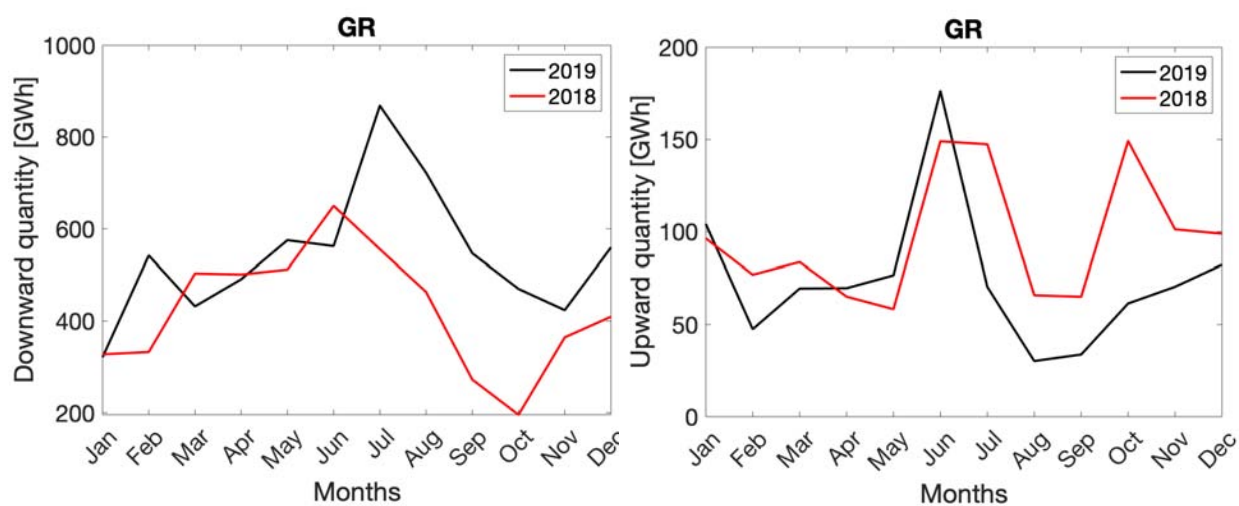 GR
Downward quantity [GWh]
1000
800
600
400
200
2019
2018
Jan
Feb
Mar
Apr
May
Jun
Jul
Aug
Sep
Oct
Nov
Dec
Months
GR
Upward quantity [GWh]
200
150
100
50
0
2019
2018
Jan
Feb
Mar
Apr
May
Jun
Jul
Aug
Sep
Oct
Nov
Dec
Months